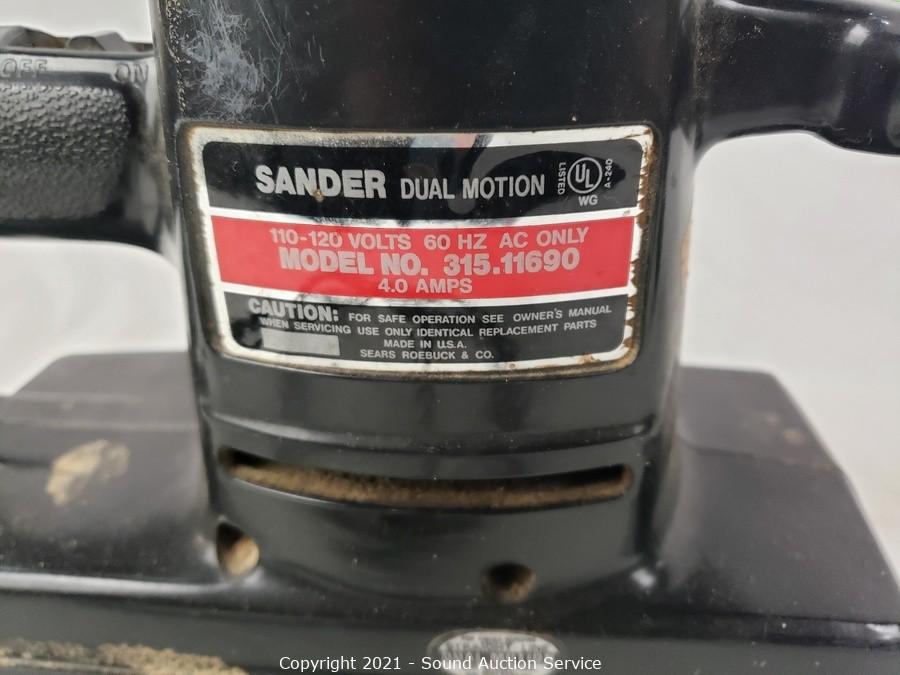 OFF ON
SANDER DUAL MOTION
LISTED UL A-240
WG
110-120 VOLTS 60 HZ AC ONLY
MODEL NO. 315.11690
4.0 AMPS
CAUTION: FOR SAFE OPERATION SEE OWNER'S MANUAL
WHEN SERVICING USE ONLY IDENTICAL REPLACEMENT PARTS
MADE IN U.S.A.
SEARS ROEBUCK & CO.
Copyright 2021 - Sound Auction Service